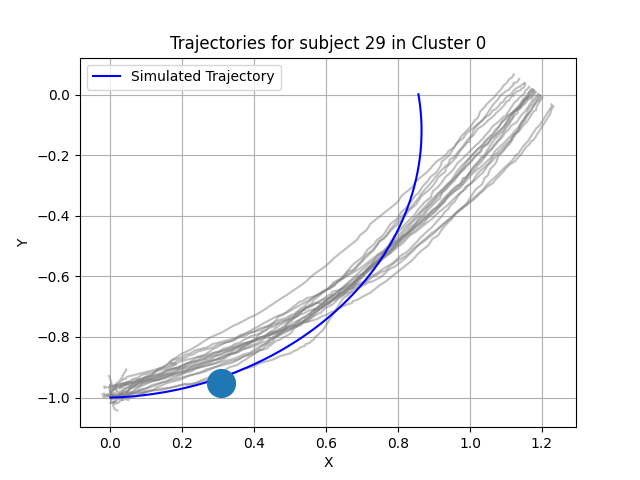 Trajectories for subject 29 in Cluster 0
Simulated Trajectory
Y
0.0
−0.2
−0.4
−0.6
−0.8
−1.0
0.0 0.2 0.4 0.6 0.8 1.0 1.2
X